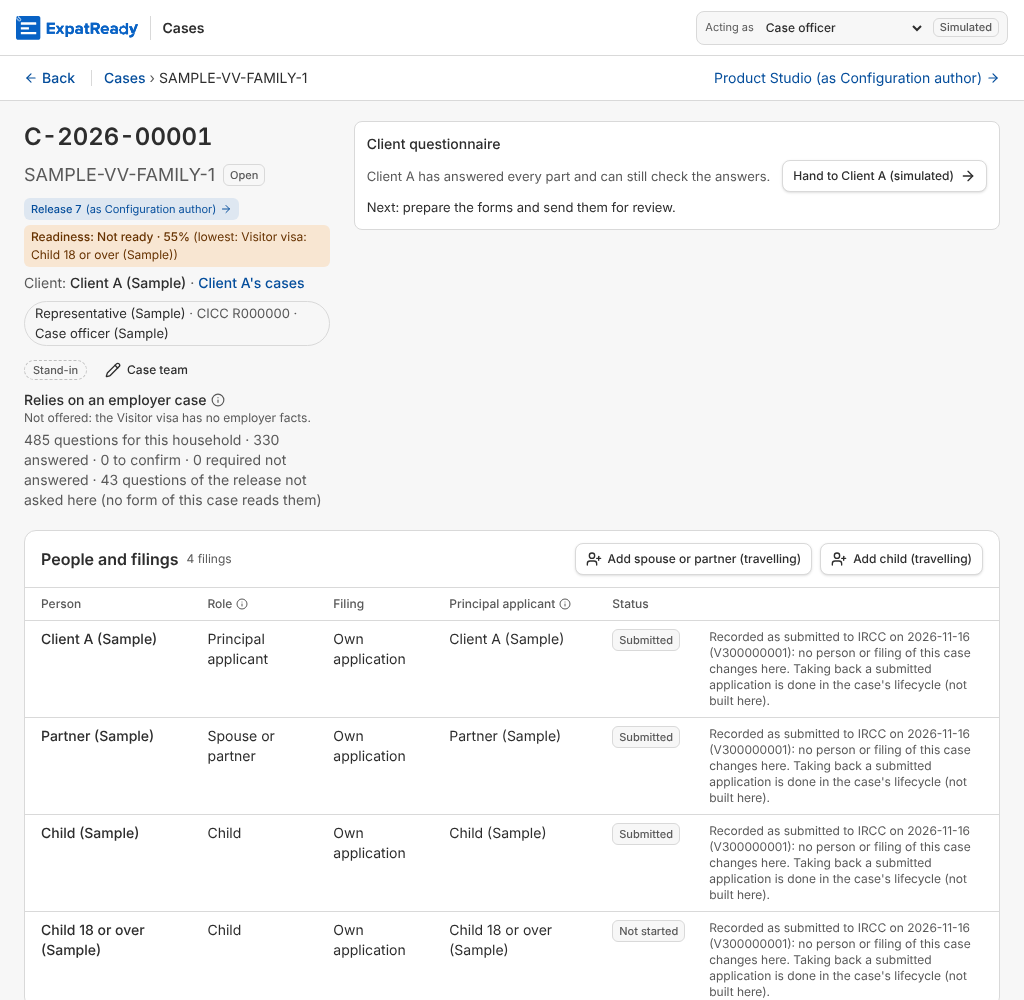 ExpatReady
Cases
Acting as Case officer Simulated
← Back
Cases › SAMPLE-VV-FAMILY-1
Product Studio (as Configuration author) →
C-2026-00001
SAMPLE-VV-FAMILY-1 Open
Release 7 (as Configuration author) →
Readiness: Not ready · 55% (lowest: Visitor visa:
Child 18 or over (Sample))
Client: Client A (Sample) · Client A's cases
Representative (Sample) · CICC R000000 ·
Case officer (Sample)
Stand-in Case team
Relies on an employer case
Not offered: the Visitor visa has no employer facts.
485 questions for this household · 330
answered · 0 to confirm · 0 required not
answered · 43 questions of the release not
asked here (no form of this case reads them)
Client questionnaire
Client A has answered every part and can still check the answers.
Hand to Client A (simulated) →
Next: prepare the forms and send them for review.
People and filings 4 filings
Add spouse or partner (travelling)
Add child (travelling)
Person Role Filing Principal applicant Status
Client A (Sample)
Principal
applicant
Own
application
Client A (Sample)
Submitted
Recorded as submitted to IRCC on 2026-11-16
(V300000001): no person or filing of this case
changes here. Taking back a submitted
application is done in the case's lifecycle (not
built here).
Partner (Sample)
Spouse or
partner
Own
application
Partner (Sample)
Submitted
Recorded as submitted to IRCC on 2026-11-16
(V300000001): no person or filing of this case
changes here. Taking back a submitted
application is done in the case's lifecycle (not
built here).
Child (Sample)
Child
Own
application
Child (Sample)
Submitted
Recorded as submitted to IRCC on 2026-11-16
(V300000001): no person or filing of this case
changes here. Taking back a submitted
application is done in the case's lifecycle (not
built here).
Child 18 or over
(Sample)
Child
Own
application
Child 18 or over
(Sample)
Not started
Recorded as submitted to IRCC on 2026-11-16
(V300000001): no person or filing of this case
changes here. Taking back a submitted
application is done in the case's lifecycle (not
built here).